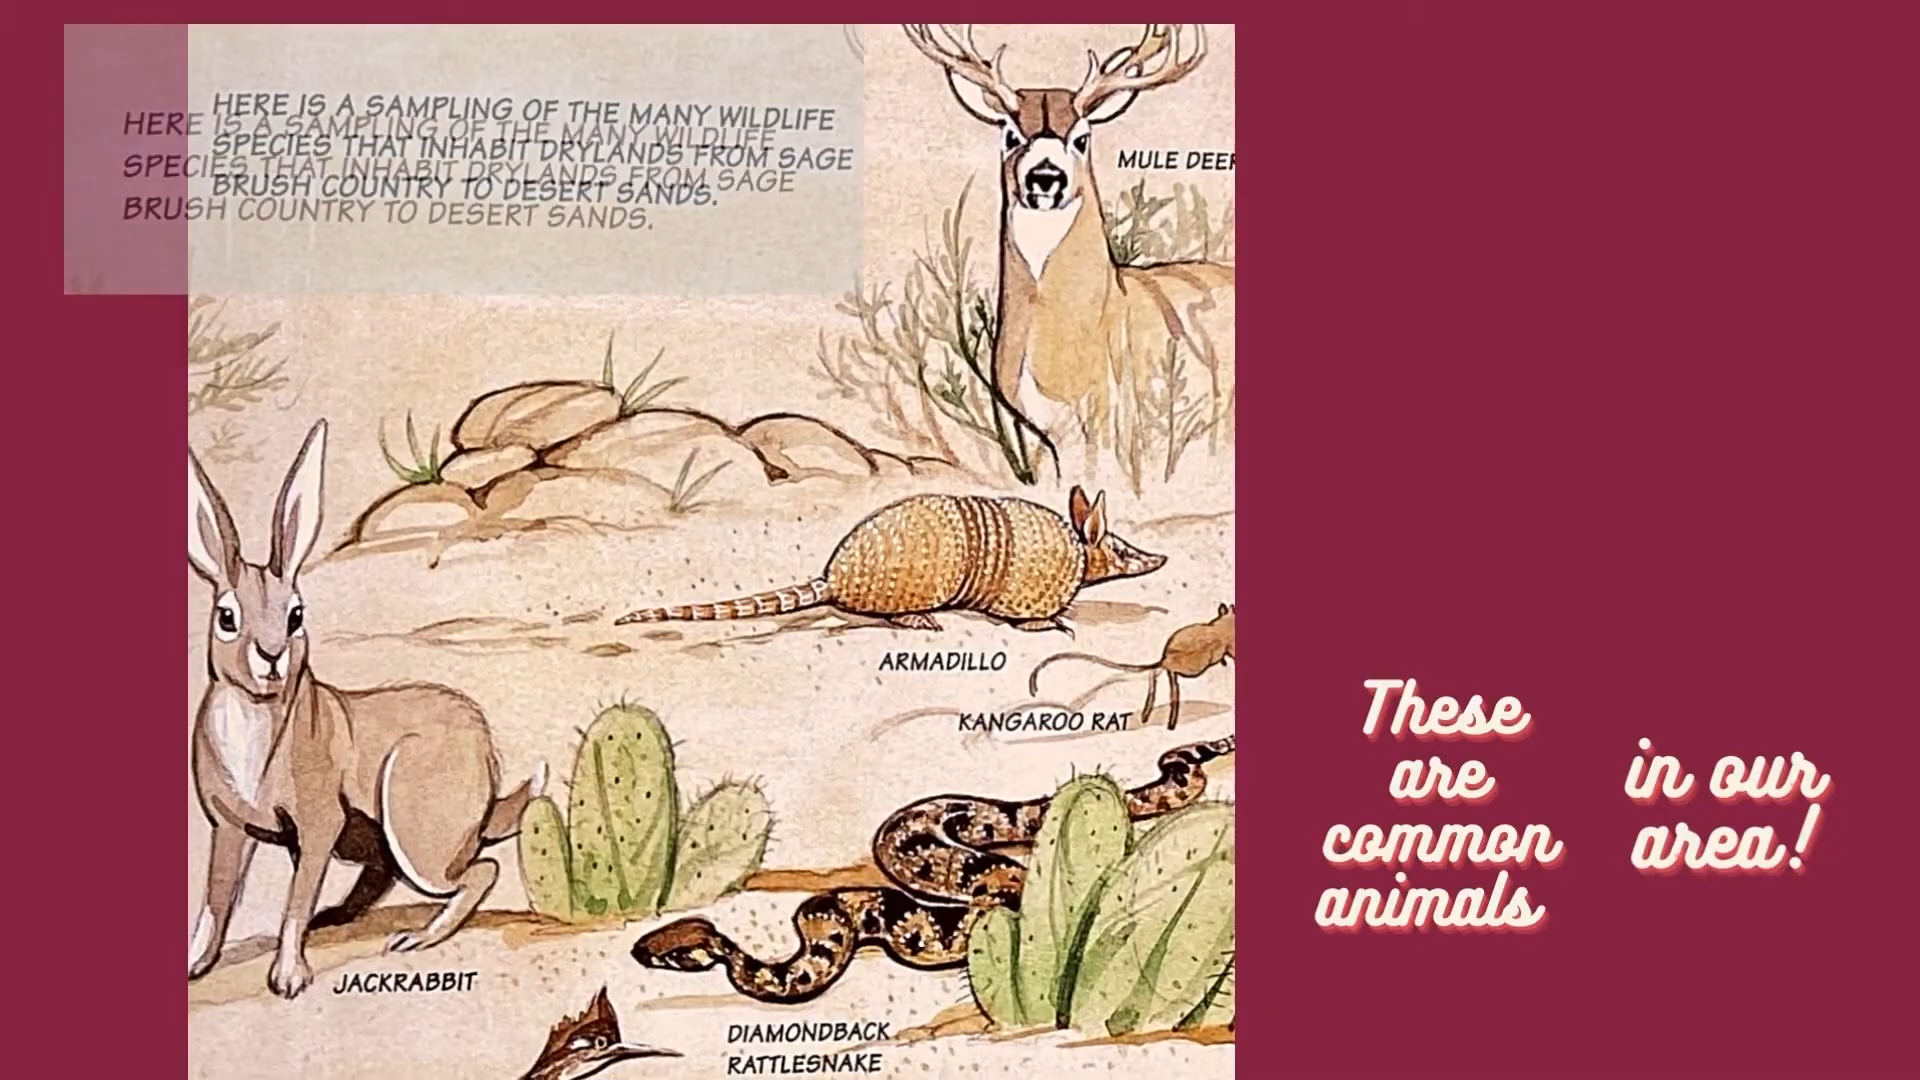 HERE IS A SAMPLING OF THE MANY WILDLIFE
SPECIES THAT INHABIT DRYLANDS FROM SAGE
BRUSH COUNTRY TO DESERT SANDS.
HERE IS A SAMPLING OF THE MANY WILDLIFE
SPECIES THAT INHABIT DRYLANDS FROM SAGE
BRUSH COUNTRY TO DESERT SANDS.
MULE DEER
ARMADILLO
KANGAROO RAT
JACKRABBIT
DIAMONDBACK
RATTLESNAKE
These
are
common
animals
in our
area!